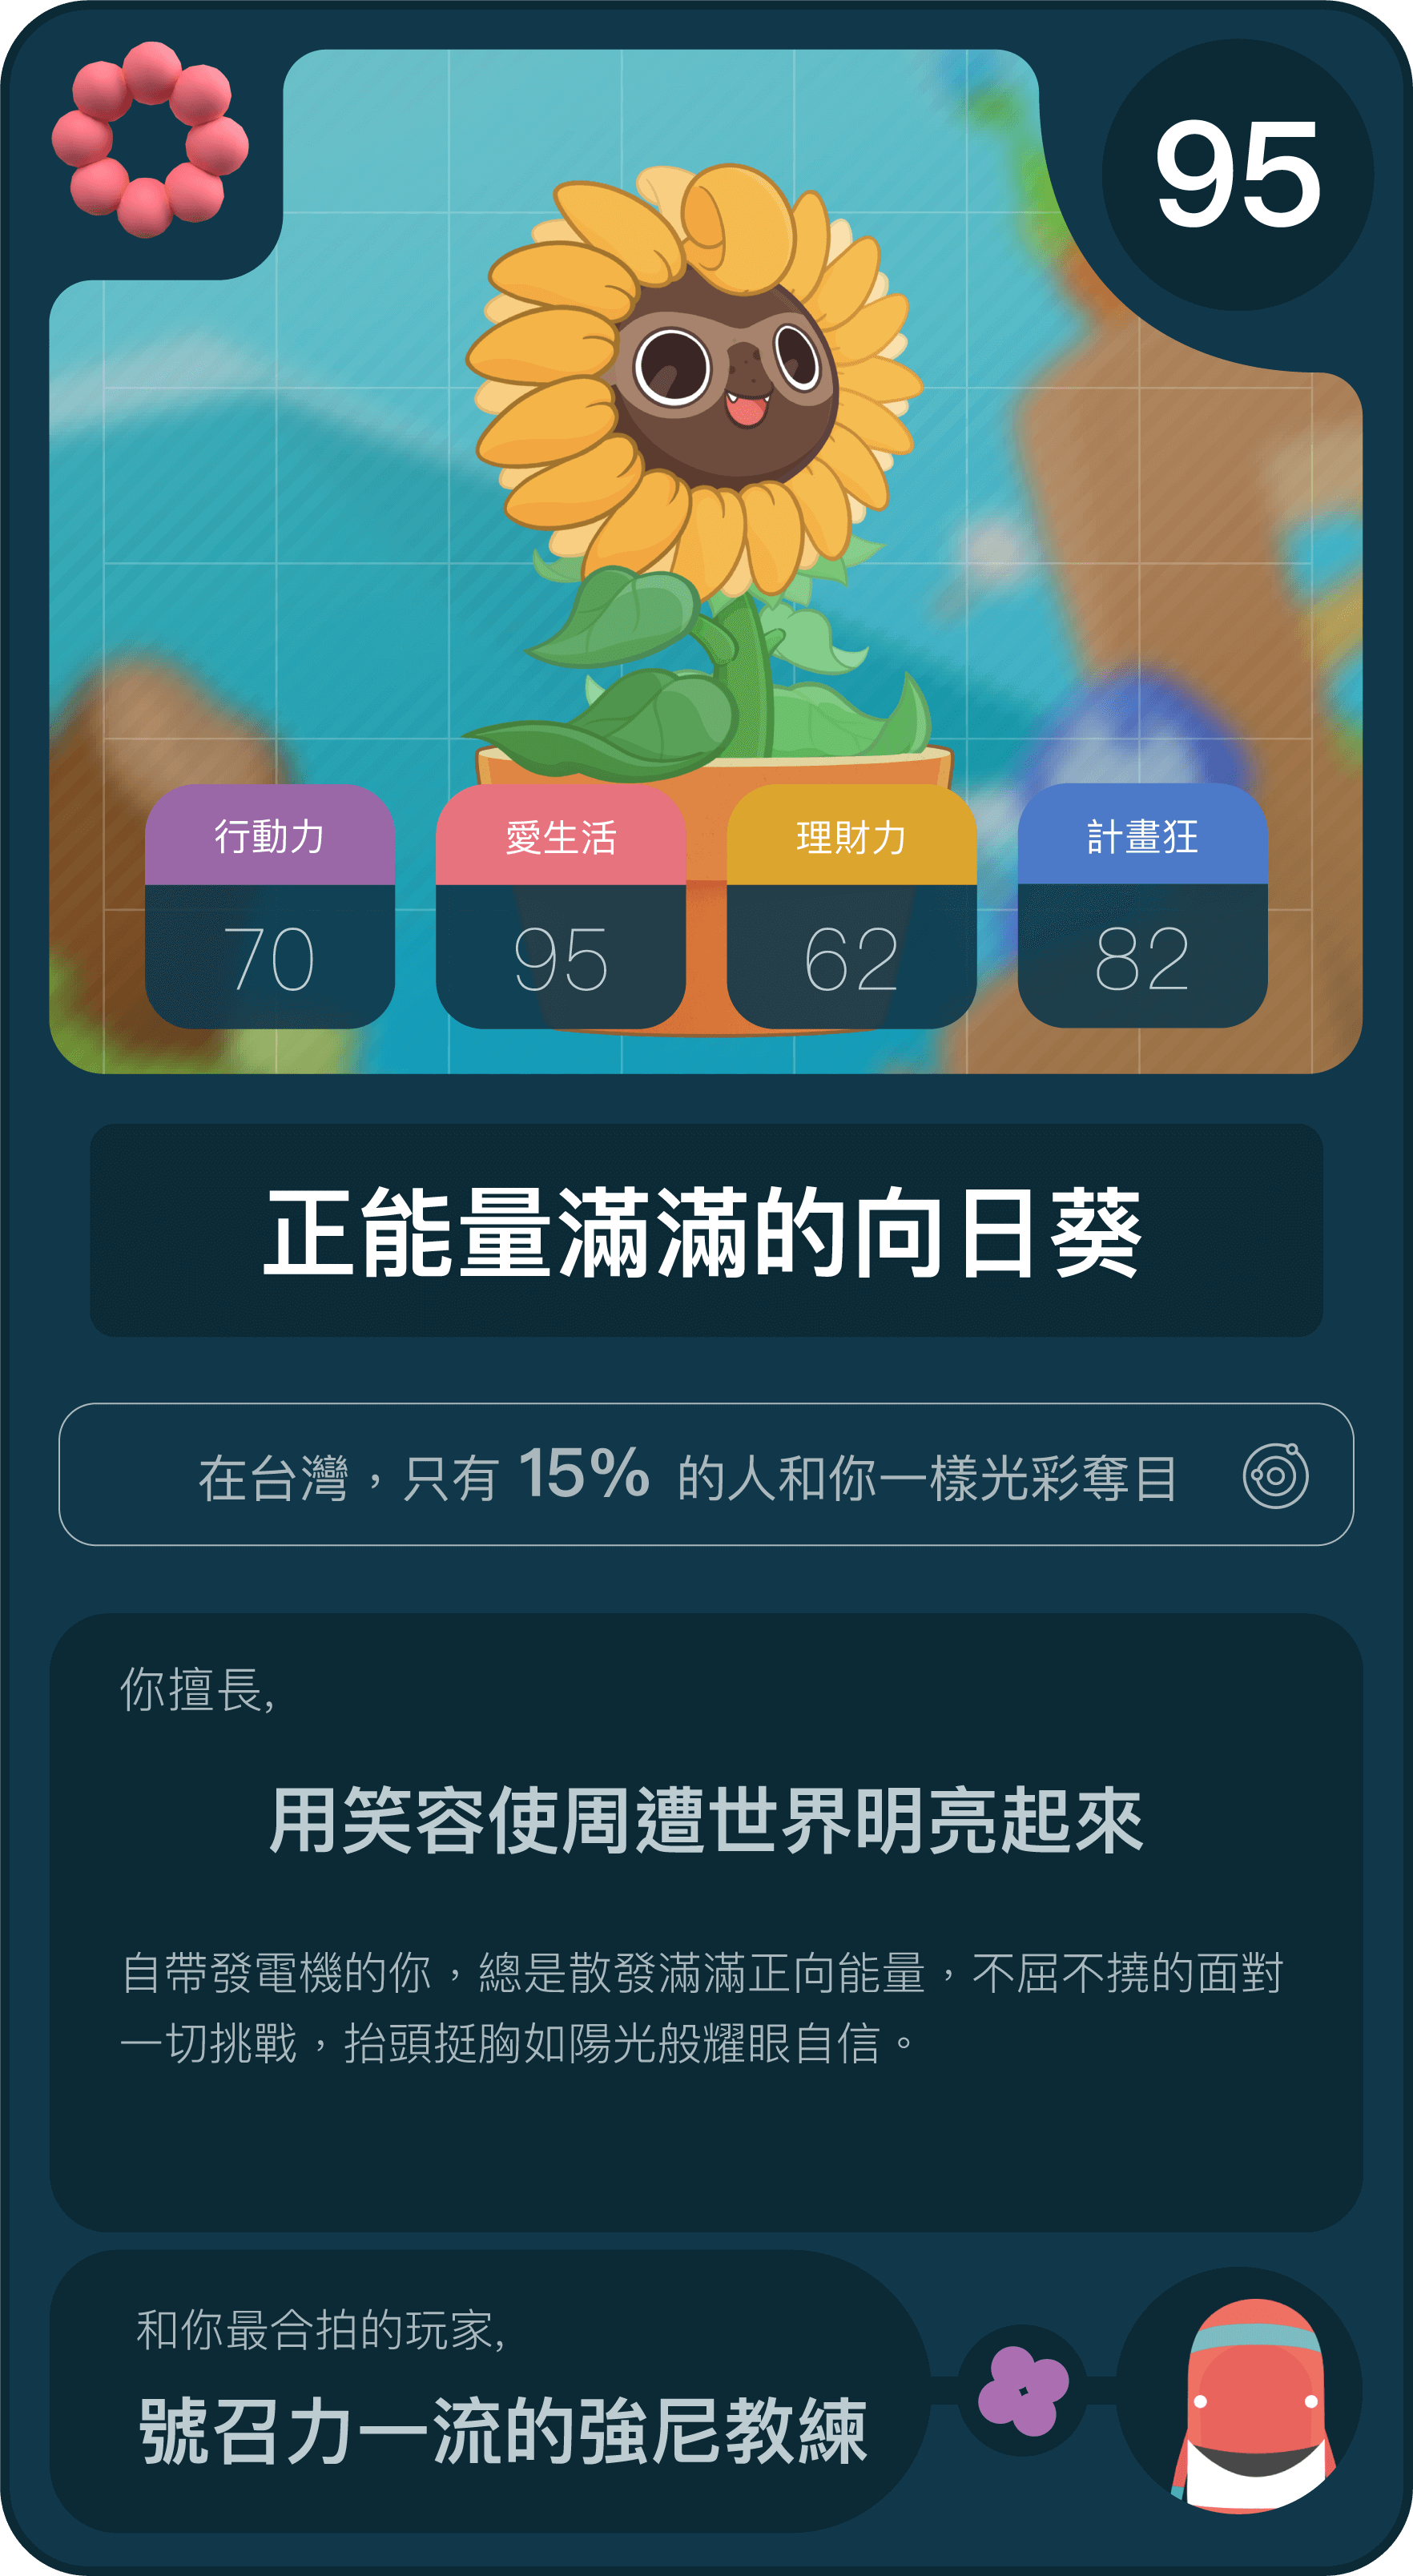 95
行動力
愛生活
理財力
計畫狂
70
95
62
82
正能量滿滿的向日葵
在台灣，只有 15% 的人和你一樣光彩奪目
你擅長,
用笑容使周遭世界明亮起來
自帶發電機的你，總是散發滿滿正向能量，不屈不撓的面對
一切挑戰，抬頭挺胸如陽光般耀眼自信。
和你最合拍的玩家,
號召力一流的強尼教練